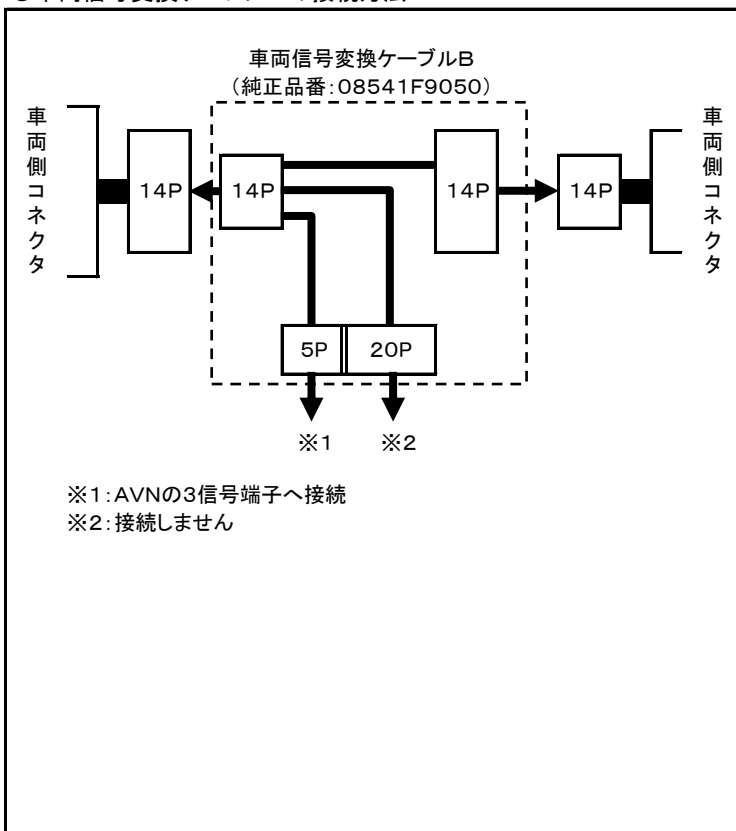 車両信号変換ケーブルB
(純正品番:08541F9050)
車両側コネクタ
14P
14P
14P
14P
車両側コネクタ
5P
20P
※1
※2
※1:AVNの3信号端子へ接続
※2:接続しません